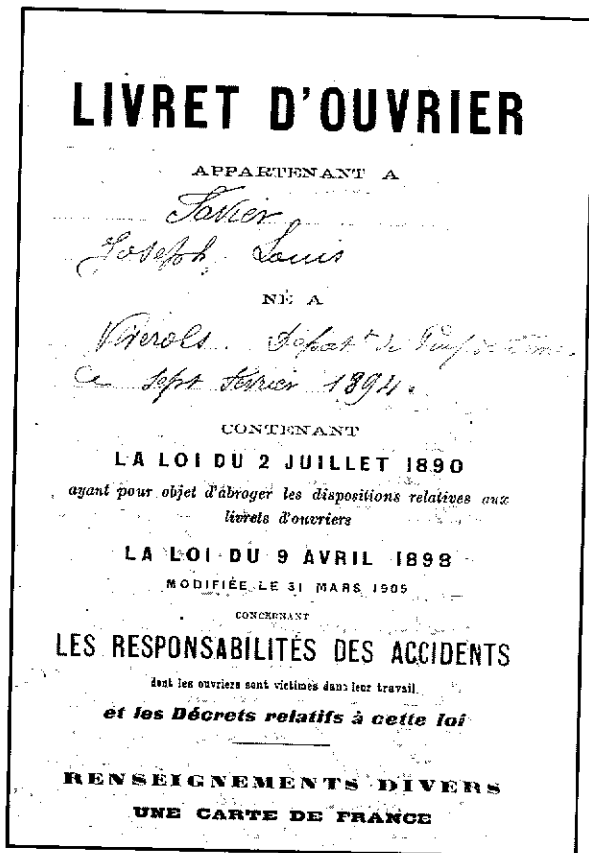 LIVRET D'OUVRIER
APPARTENANT A
Joseph Louis
NÉ A
Viverols. Départ^t de Puy de Dôme
Le sept février 1894.
CONTENANT
LA LOI DU 2 JUILLET 1890
ayant pour objet d'abroger les dispositions relatives aux
livrets d'ouvriers
LA LOI DU 9 AVRIL 1898
MODIFIÉE LE 31 MARS 1905
CONCERNANT
LES RESPONSABILITÉS DES ACCIDENTS
dont les ouvriers sont victimes dans leur travail.
et les Décrets relatifs à cette loi
RENSEIGNEMENTS DIVERS
UNE CARTE DE FRANCE